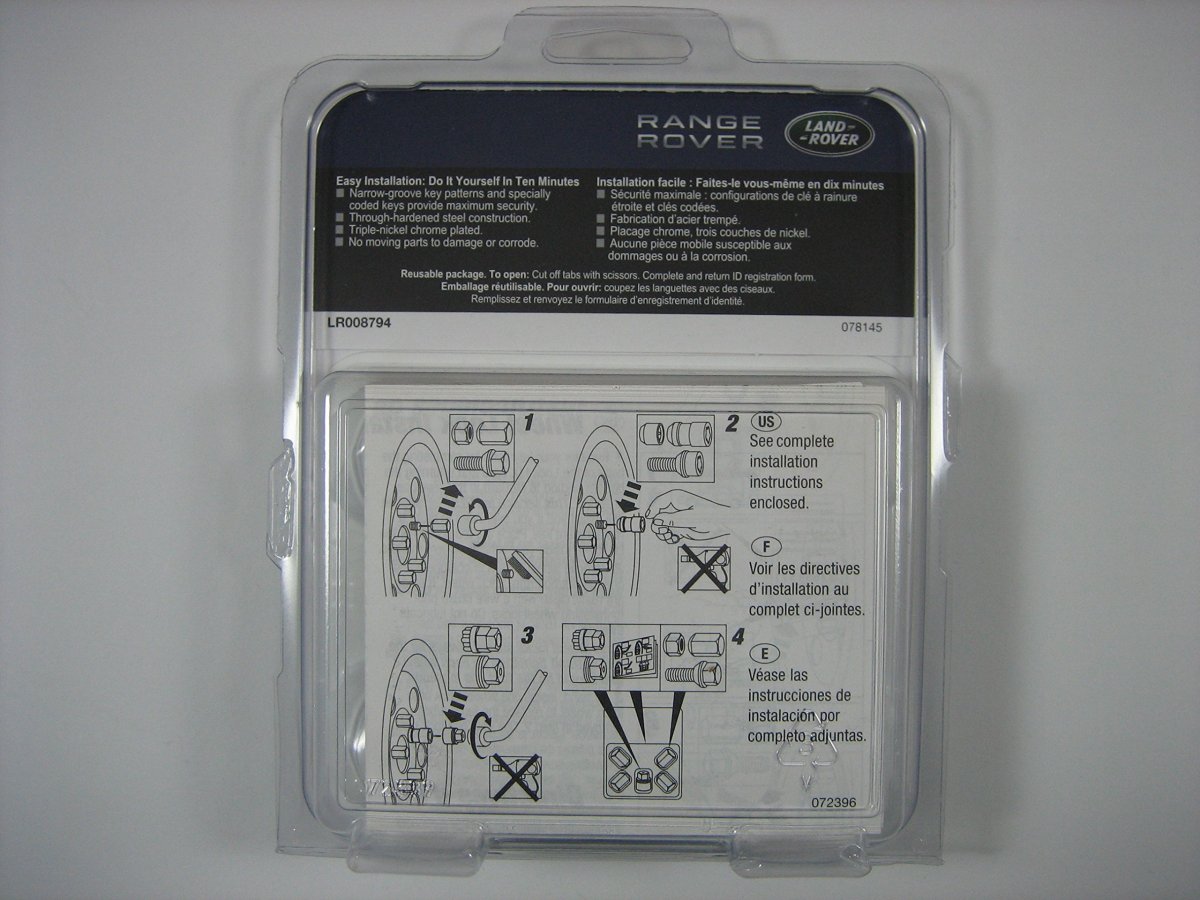 RANGE
ROVER
LAND-
-ROVER
Easy Installation: Do It Yourself In Ten Minutes
Narrow-groove key patterns and specially
coded keys provide maximum security.
Through-hardened steel construction.
Triple-nickel chrome plated.
No moving parts to damage or corrode.
Installation facile : Faites-le vous-même en dix minutes
Sécurité maximale : configurations de clé à rainure
étroite et clés codées.
Fabrication d'acier trempé.
Placage chrome, trois couches de nickel.
Aucune pièce mobile susceptible aux
dommages ou à la corrosion.
Reusable package. To open: Cut off tabs with scissors. Complete and return ID registration form.
Emballage réutilisable. Pour ouvrir: coupez les languettes avec des ciseaux.
Remplissez et renvoyez le formulaire d'enregistrement d'identité.
LR008794
078145
1
2
US
See complete
installation
instructions
enclosed.
F
Voir les directives
d'installation au
complet ci-jointes.
3
4
E
Véase las
instrucciones de
instalación por
completo adjuntas.
072396